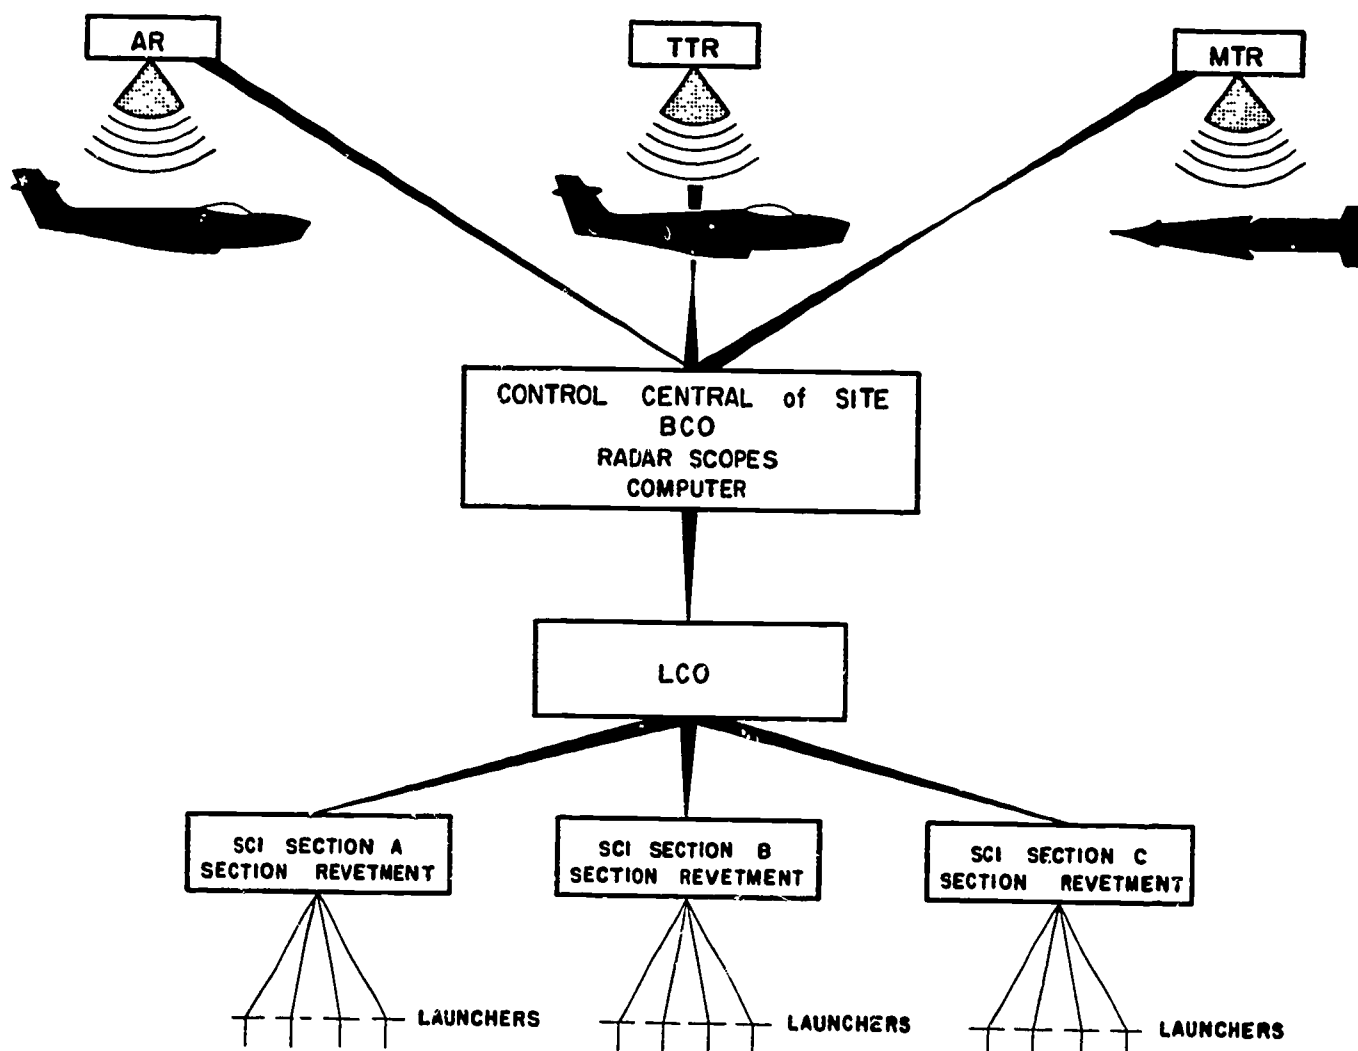 AR
TTR
MTR
CONTROL CENTRAL of SITE
BCO
RADAR SCOPES
COMPUTER
LCO
SCI SECTION A
SECTION REVETMENT
SCI SECTION B
SECTION REVETMENT
SCI SECTION C
SECTION REVETMENT
LAUNCHERS
LAUNCHERS
LAUNCHERS